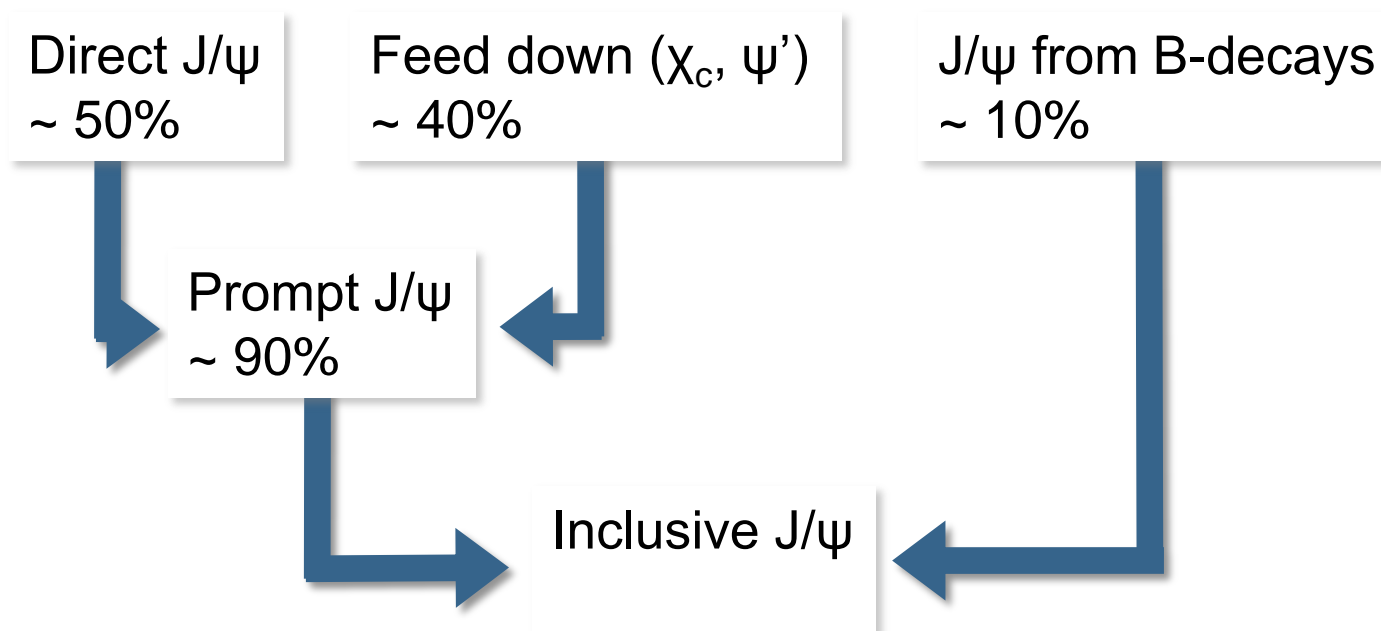 Direct J/ψ
~ 50%
Feed down (χc, ψ’)
~ 40%
J/ψ from B-decays
~ 10%
Prompt J/ψ
~ 90%
Inclusive J/ψ